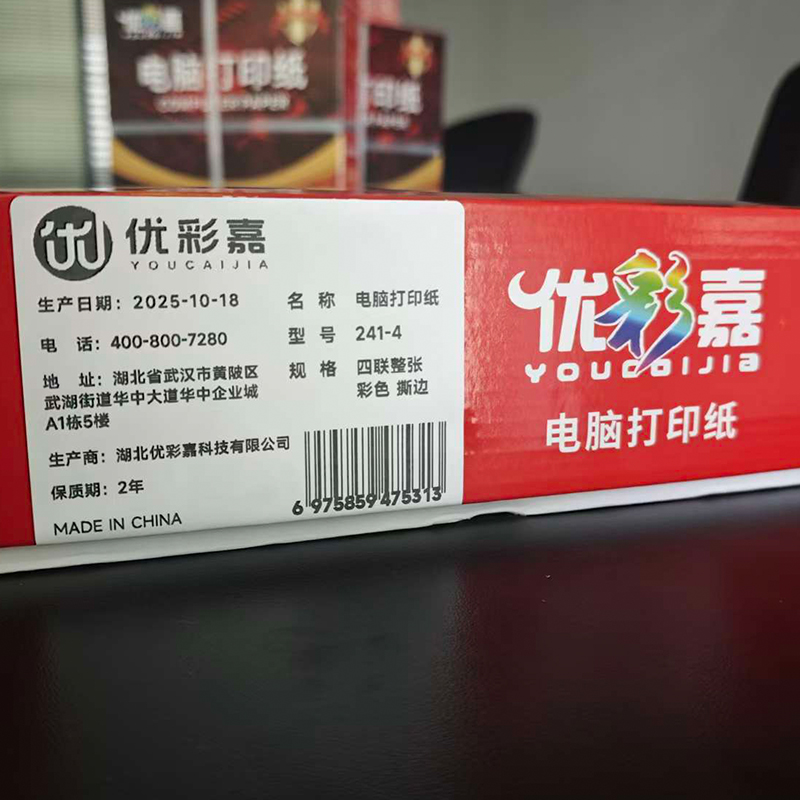 优彩嘉
电脑打印纸
COMPUTER PAPER
打印纸
优彩嘉
YOUCAIJIA
生产日期：2025-10-18
名 称 电脑打印纸
电 话：400-800-7280
型 号 241-4
地 址：湖北省武汉市黄陂区
武湖街道华中大道华中企业城
A1栋5楼
规 格 四联整张
彩色 撕边
生产商：湖北优彩嘉科技有限公司
保质期：2年
MADE IN CHINA
6 975859 475313
优彩嘉
YOUCAIJIA
电脑打印纸